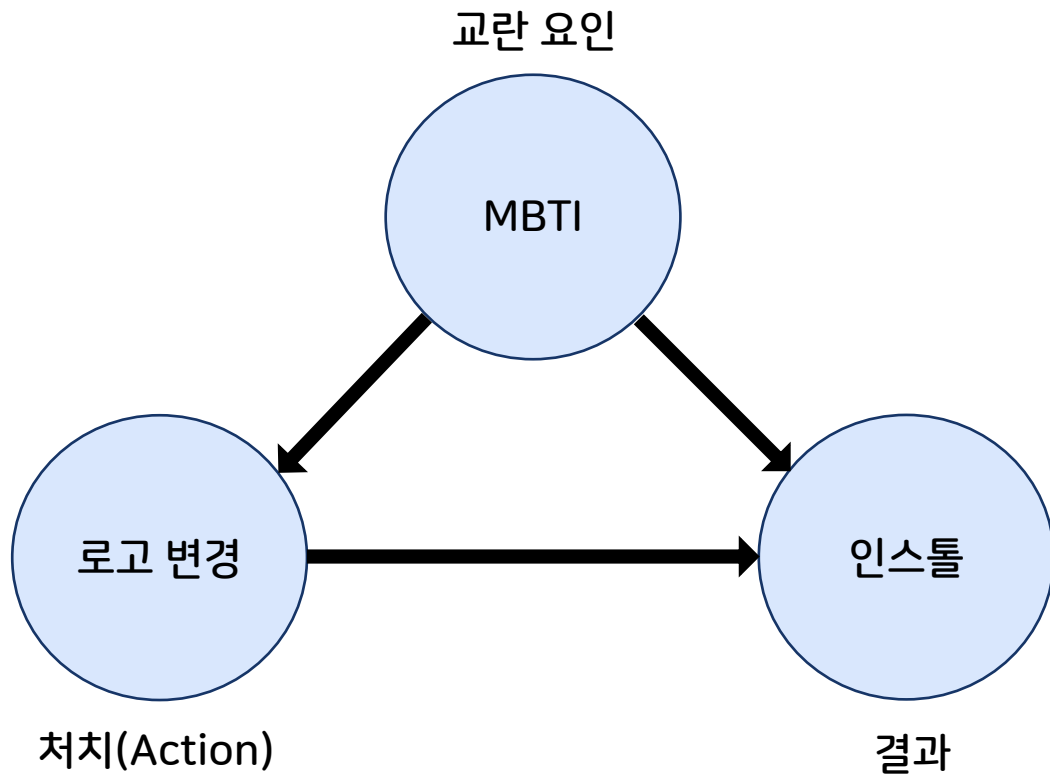 교란 요인
MBTI
로고 변경
인스톨
처치(Action)
결과